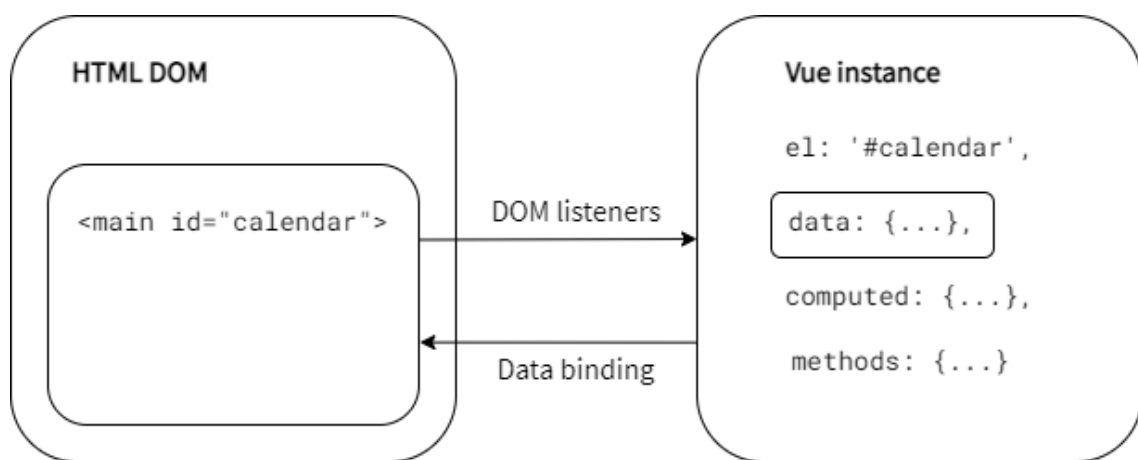 HTML DOM
<main id="calendar">
DOM listeners
Data binding
Vue instance
el: '#calendar',
data: {...},
computed: {...},
methods: {...}